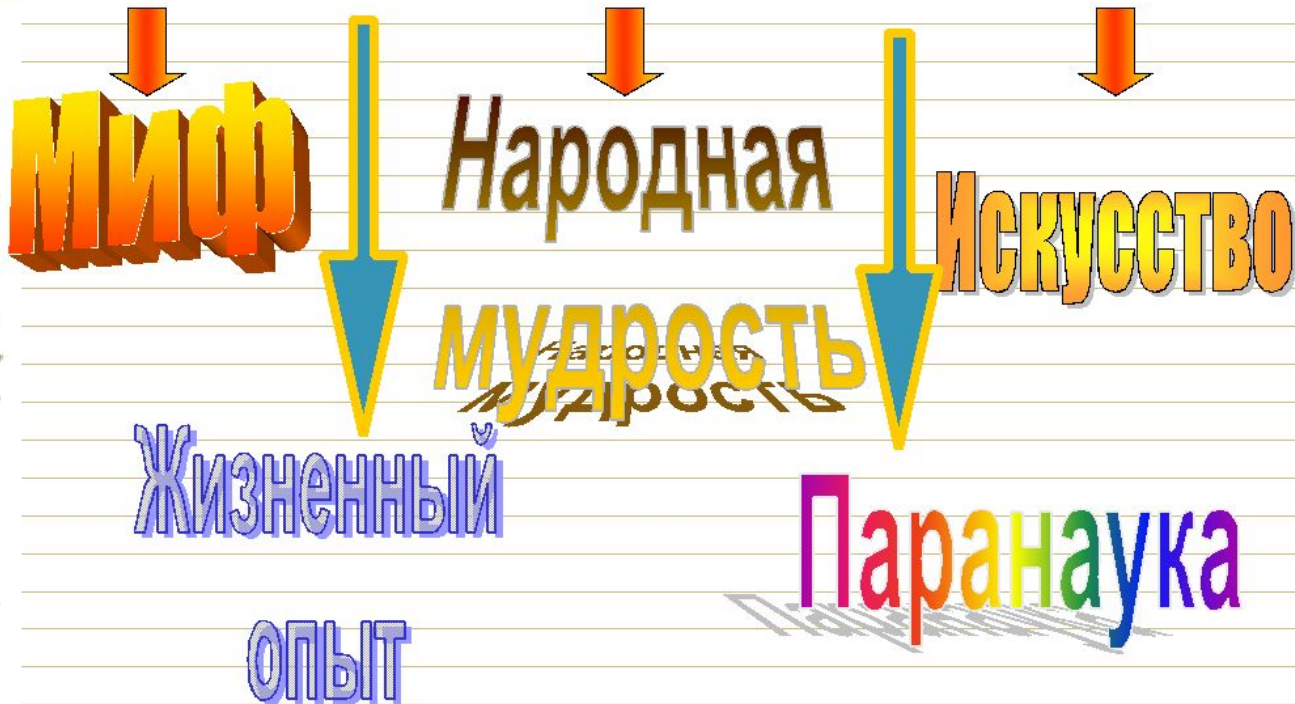 Миф
Народная
мудрость
Искусство
Жизненный
опыт
Паранаука